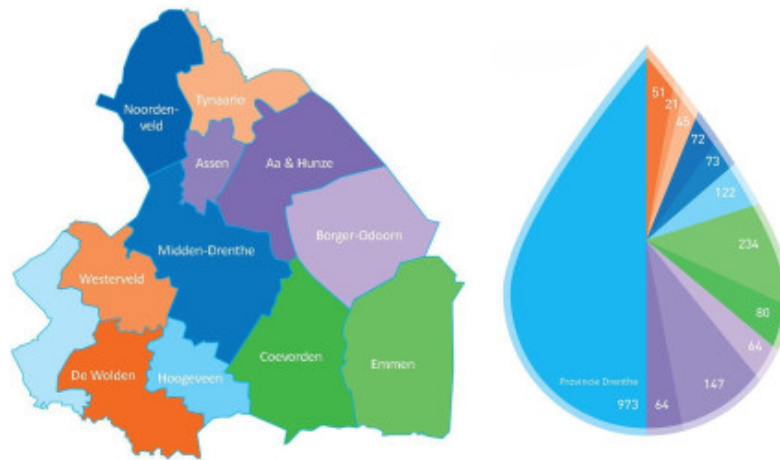 Noorden-
veld
Tynaarlo
Assen
Aa & Hunze
Midden-Drenthe
Borger-Odoorn
Westerveld
De Wolden
Hoogeveen
Coevorden
Emmen
51
21
45
72
73
122
234
80
64
147
64
Provincie Drenthe
973